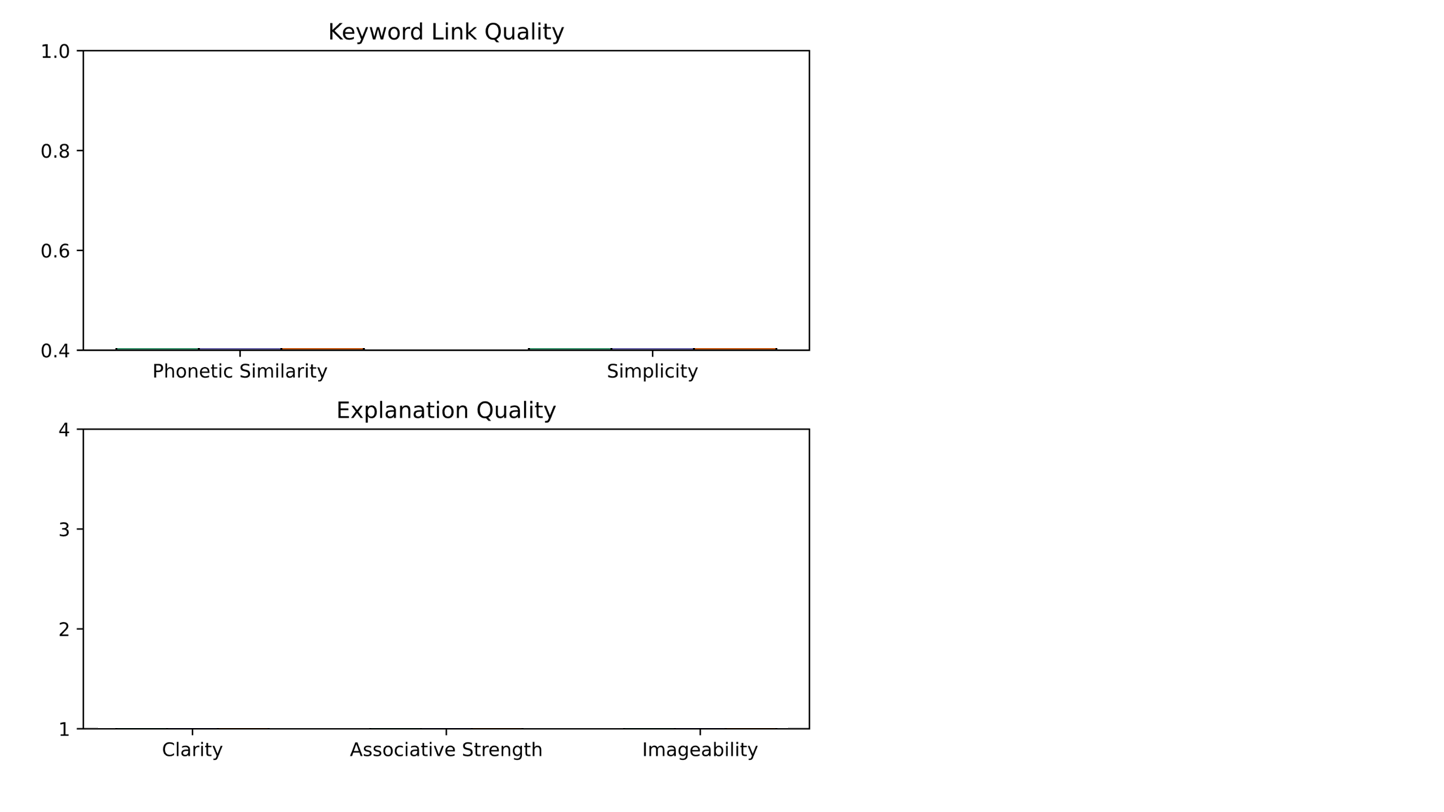 Keyword Link Quality
1.0
0.8
0.6
0.4
Phonetic Similarity Simplicity
Explanation Quality
4
3
2
1
Clarity Associative Strength Imageability